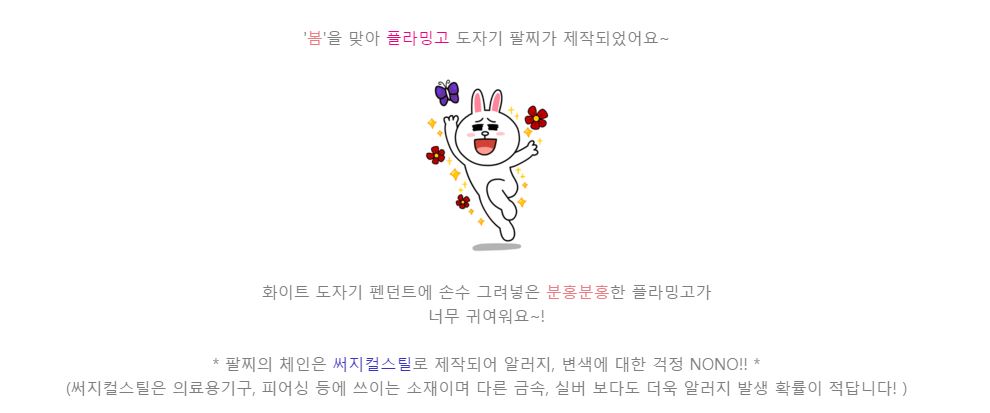 '봄'을 맞아 플라밍고 도자기 팔찌가 제작되었어요~
화이트 도자기 펜던트에 손수 그려넣은 분홍분홍한 플라밍고가
너무 귀여워요~!
* 팔찌의 체인은 써지컬스틸로 제작되어 알러지, 변색에 대한 걱정 NONO!! *
(써지컬스틸은 의료용기구, 피어싱 등에 쓰이는 소재이며 다른 금속, 실버 보다도 더욱 알러지 발생 확률이 적답니다! )